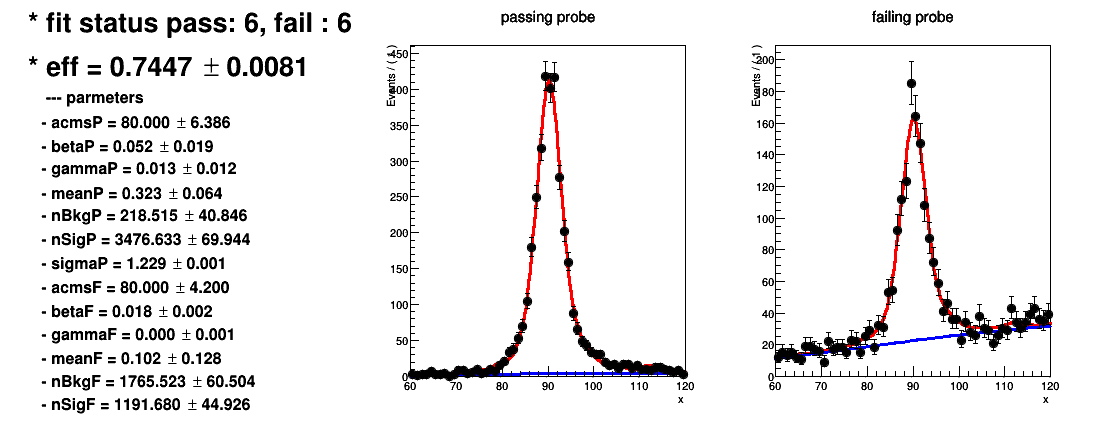 * fit status pass: 6, fail : 6
* eff = 0.7447 ± 0.0081
--- parmeters
- acmsP = 80.000 ± 6.386
- betaP = 0.052 ± 0.019
- gammaP = 0.013 ± 0.012
- meanP = 0.323 ± 0.064
- nBkgP = 218.515 ± 40.846
- nSigP = 3476.633 ± 69.944
- sigmaP = 1.229 ± 0.001
- acmsF = 80.000 ± 4.200
- betaF = 0.018 ± 0.002
- gammaF = 0.000 ± 0.001
- meanF = 0.102 ± 0.128
- nBkgF = 1765.523 ± 60.504
- nSigF = 1191.680 ± 44.926
passing probe
Events / ( 1 )
450
400
350
300
250
200
150
100
50
0
60 70 80 90 100 110 120
x
failing probe
Events / ( 1 )
200
180
160
140
120
100
80
60
40
20
0
60 70 80 90 100 110 120
x